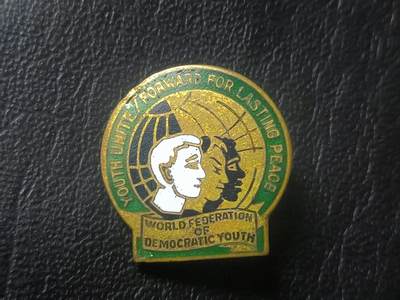 YOUTH UNITE/FORWARD FOR LASTING PEACE
WORLD FEDERATION
OF
DEMOCRATIC YOUTH